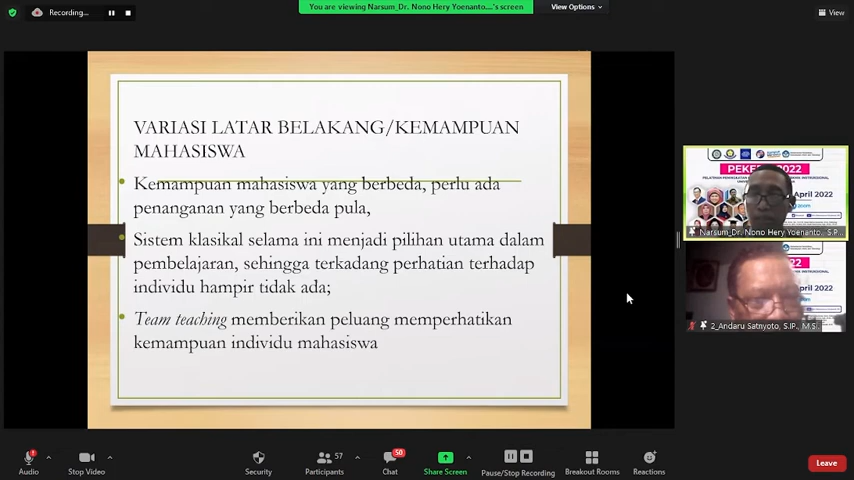 Recording...
You are viewing Narsum_Dr. Nono Hery Yoenanto....'s screen
View Options
View
VARIASI LATAR BELAKANG/KEMAMPUAN
MAHASISWA
Kemampuan mahasiswa yang berbeda, perlu ada
penanganan yang berbeda pula,
Sistem klasikal selama ini menjadi pilihan utama dalam
pembelajaran, sehingga terkadang perhatian terhadap
individu hampir tidak ada;
Team teaching memberikan peluang memperhatikan
kemampuan individu mahasiswa
2022
April 2022
Narsum_Dr. Nono Hery Yoenanto, S.P...
April 2022
2_Andaru Satnyoto, S.IP., M.Si.
Audio
Stop Video
Security
57
Participants
50
Chat
Share Screen
Pause/Stop Recording
Breakout Rooms
Reactions
Leave